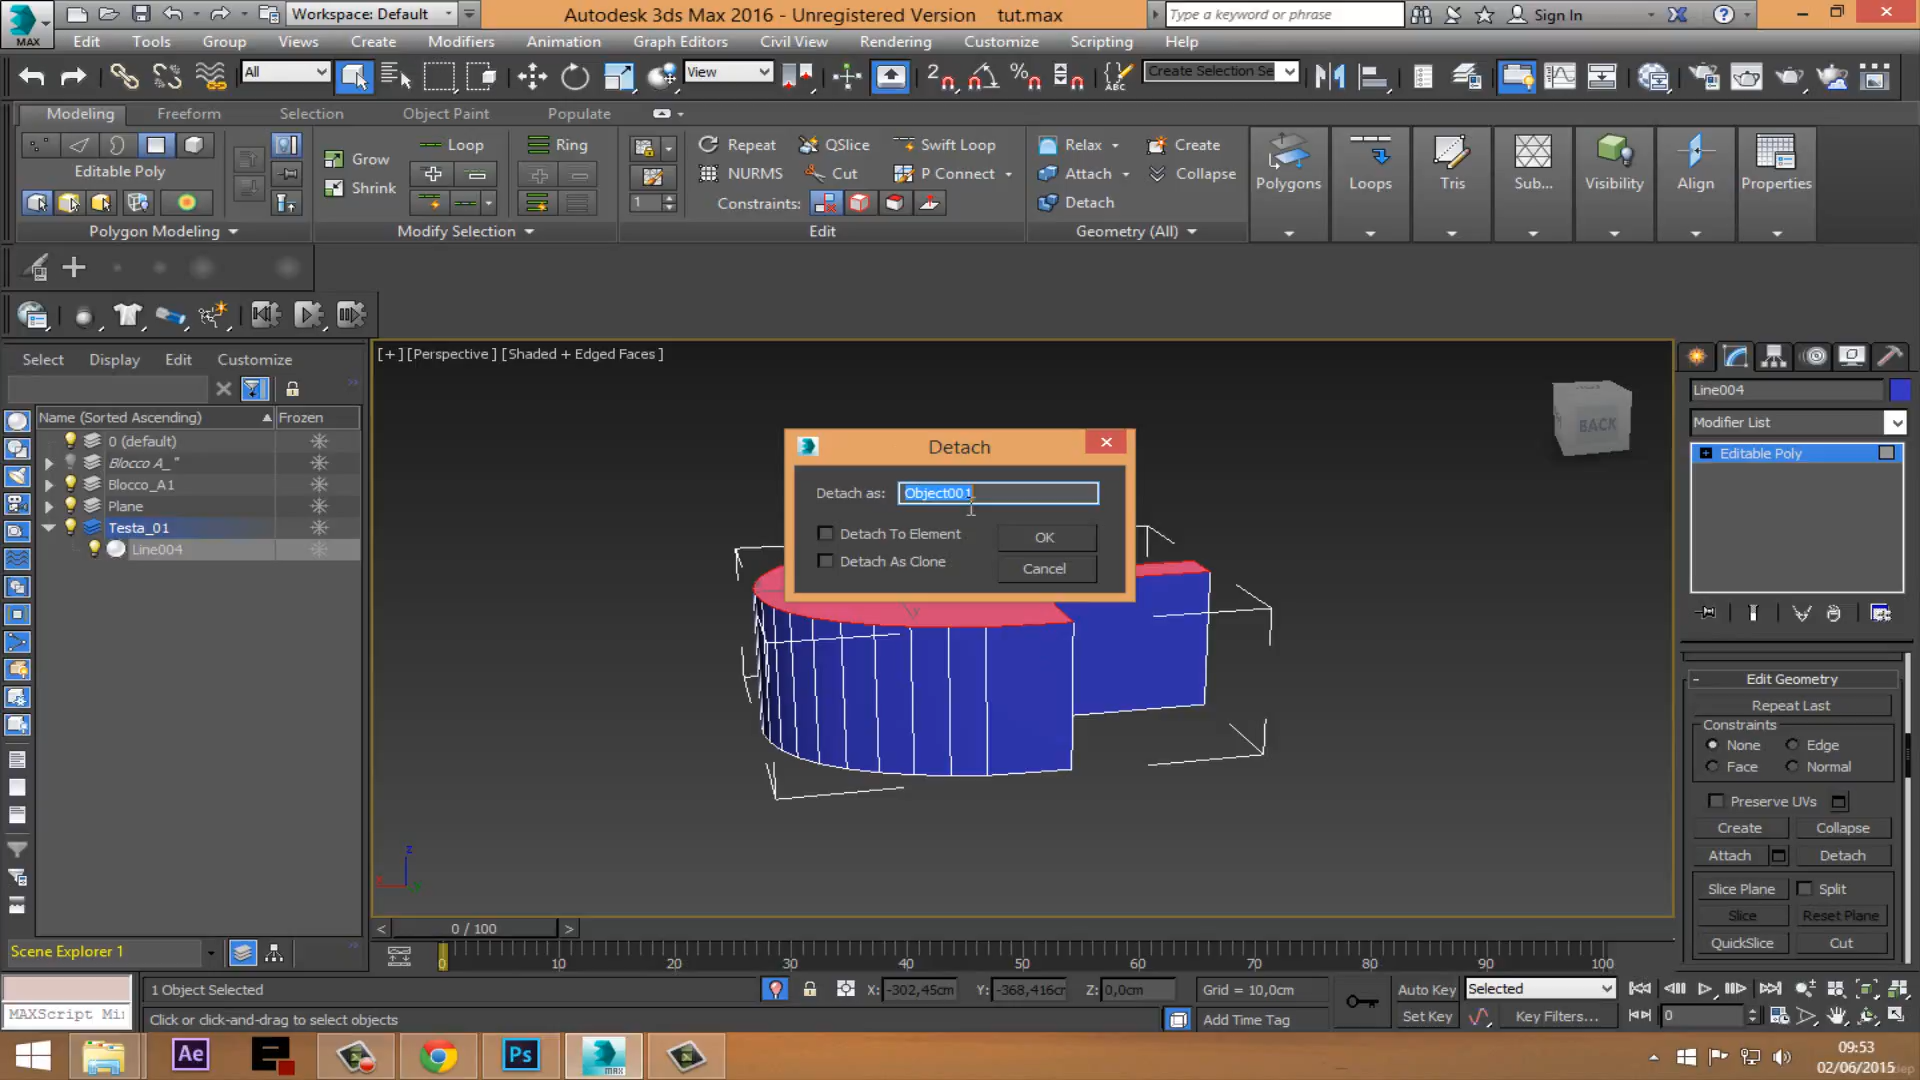 MAX
Workspace: Default
Autodesk 3ds Max 2016 - Unregistered Version    tut.max
Type a keyword or phrase
Sign In
Edit Tools Group Views Create Modifiers Animation Graph Editors Civil View Rendering Customize Scripting Help
All
View
ABC
Create Selection Se
Modeling Freeform Selection Object Paint Populate
Editable Poly
Polygon Modeling
Grow
Shrink
Loop
Ring
Modify Selection
1
Repeat QSlice Swift Loop
NURMS Cut P Connect
Constraints:
Edit
Relax Create
Attach Collapse
Detach
Geometry (All)
Polygons Loops Tris Sub... Visibility Align Properties
Select Display Edit Customize
Name (Sorted Ascending) Frozen
0 (default)
Blocco A_"
Blocco_A1
Plane
Testa_01
Line004
Scene Explorer 1
[+] [Perspective] [Shaded + Edged Faces]
BACK
Detach
Detach as: Object001
Detach To Element OK
Detach As Clone Cancel
z
Line004
Modifier List
Editable Poly
- Edit Geometry
Repeat Last
Constraints
None Edge
Face Normal
Preserve UVs
Create Collapse
Attach Detach
Slice Plane Split
Slice Reset Plane
QuickSlice Cut
< 0 / 100 >
0 10 20 30 40 50 60 70 80 90 100
1 Object Selected
X: -302,45cm Y: -368,416cr Z: 0,0cm Grid = 10,0cm
Auto Key Selected
MAXScript Mi
Click or click-and-drag to select objects
Add Time Tag
Set Key Key Filters...
0
Ae
Ps
MAX
09:53
02/06/2015